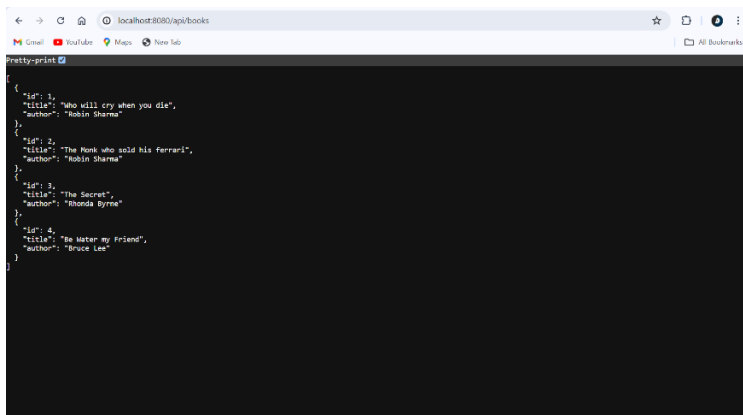 localhost:8080/api/books
Gmail YouTube Maps New Tab All Bookmarks
Pretty-print
[
{
"id": 1,
"title": "Who will cry when you die",
"author": "Robin Sharma"
},
{
"id": 2,
"title": "The Monk who sold his ferrari",
"author": "Robin Sharma"
},
{
"id": 3,
"title": "The Secret",
"author": "Rhonda Byrne"
},
{
"id": 4,
"title": "Be Water my Friend",
"author": "Bruce Lee"
}
]